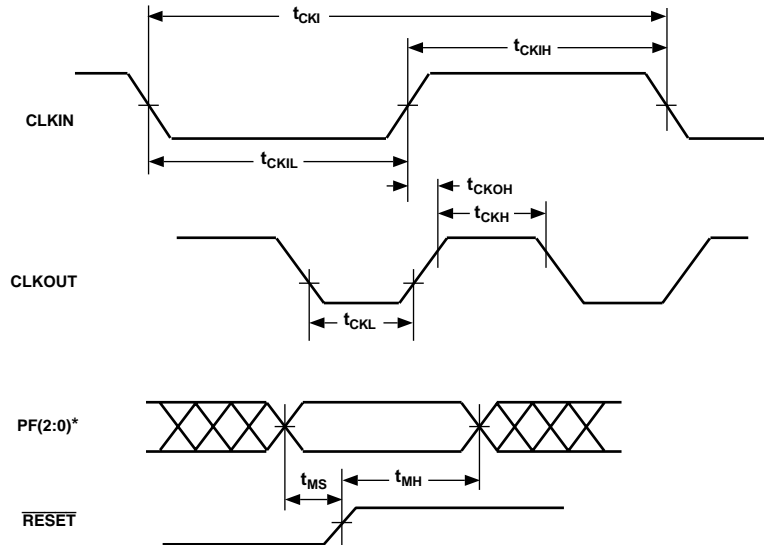 tCKI
tCKIH
CLKIN
tCKIL
tCKOH
tCKH
CLKOUT
tCKL
PF(2:0)*
tMS
tMH
RESET